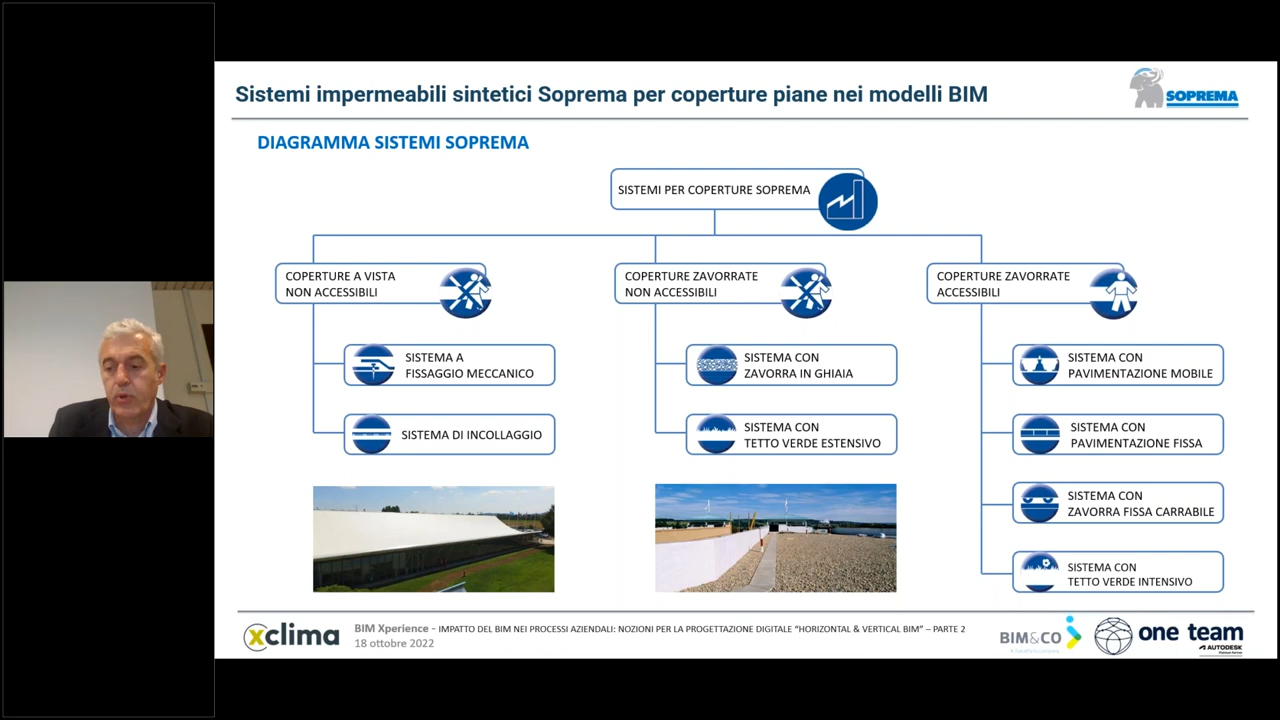 Sistemi impermeabili sintetici Soprema per coperture piane nei modelli BIM
SOPREMA
DIAGRAMMA SISTEMI SOPREMA
SISTEMI PER COPERTURE SOPREMA
COPERTURE A VISTA
NON ACCESSIBILI
COPERTURE ZAVORRATE
NON ACCESSIBILI
COPERTURE ZAVORRATE
ACCESSIBILI
SISTEMA A
FISSAGGIO MECCANICO
SISTEMA DI INCOLLAGGIO
SISTEMA CON
ZAVORRA IN GHIAIA
SISTEMA CON
TETTO VERDE ESTENSIVO
SISTEMA CON
PAVIMENTAZIONE MOBILE
SISTEMA CON
PAVIMENTAZIONE FISSA
SISTEMA CON
ZAVORRA FISSA CARRABILE
SISTEMA CON
TETTO VERDE INTENSIVO
xclima
BIM Xperience - IMPATTO DEL BIM NEI PROCESSI AZIENDALI: NOZIONI PER LA PROGETTAZIONE DIGITALE “HORIZONTAL & VERTICAL BIM” – PARTE 2
18 ottobre 2022
BIM&CO
one team
AUTODESK